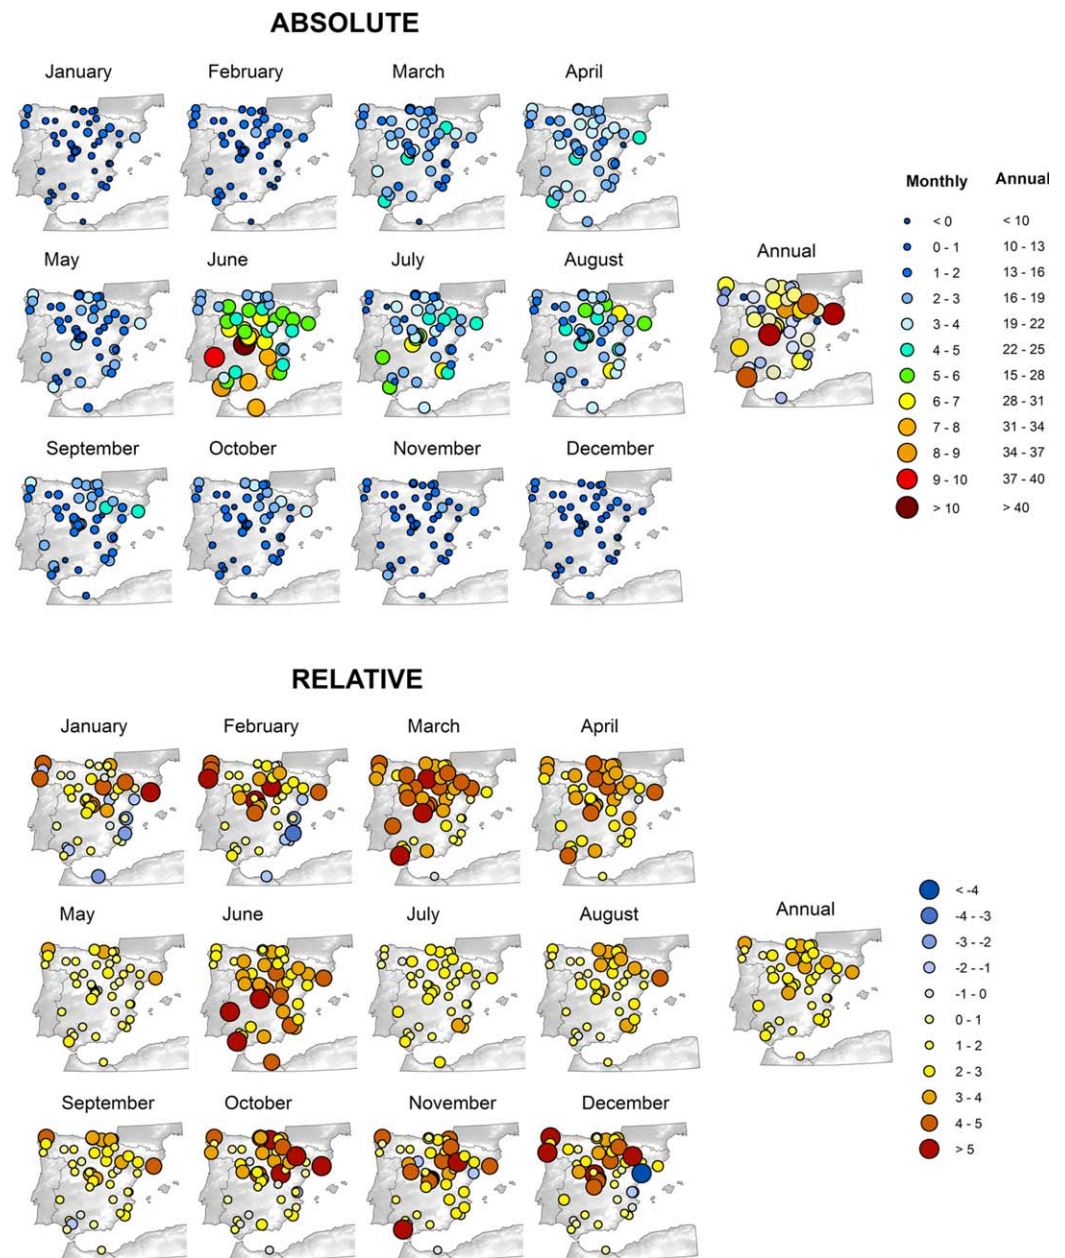 ABSOLUTE
January
February
March
April
May
June
July
August
Annual
September
October
November
December
Monthly Annual
< 0 < 10
0 - 1 10 - 13
1 - 2 13 - 16
2 - 3 16 - 19
3 - 4 19 - 22
4 - 5 22 - 25
5 - 6 15 - 28
6 - 7 28 - 31
7 - 8 31 - 34
8 - 9 34 - 37
9 - 10 37 - 40
> 10 > 40
RELATIVE
January
February
March
April
May
June
July
August
Annual
September
October
November
December
< -4
-4 - -3
-3 - -2
-2 - -1
-1 - 0
0 - 1
1 - 2
2 - 3
3 - 4
4 - 5
> 5